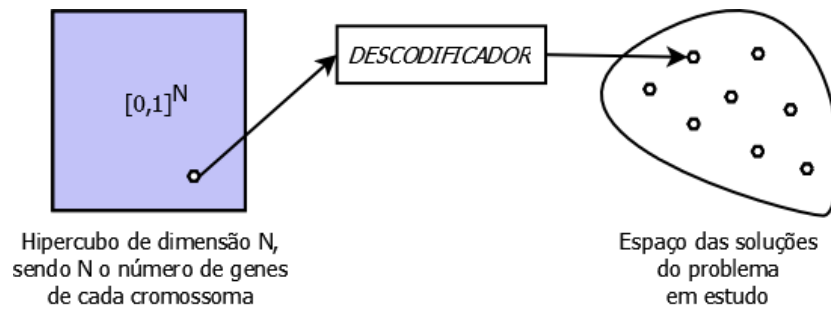 [0,1]^N
DESCODIFICADOR
Hipercubo de dimensão N,
sendo N o número de genes
de cada cromossoma
Espaço das soluções
do problema
em estudo